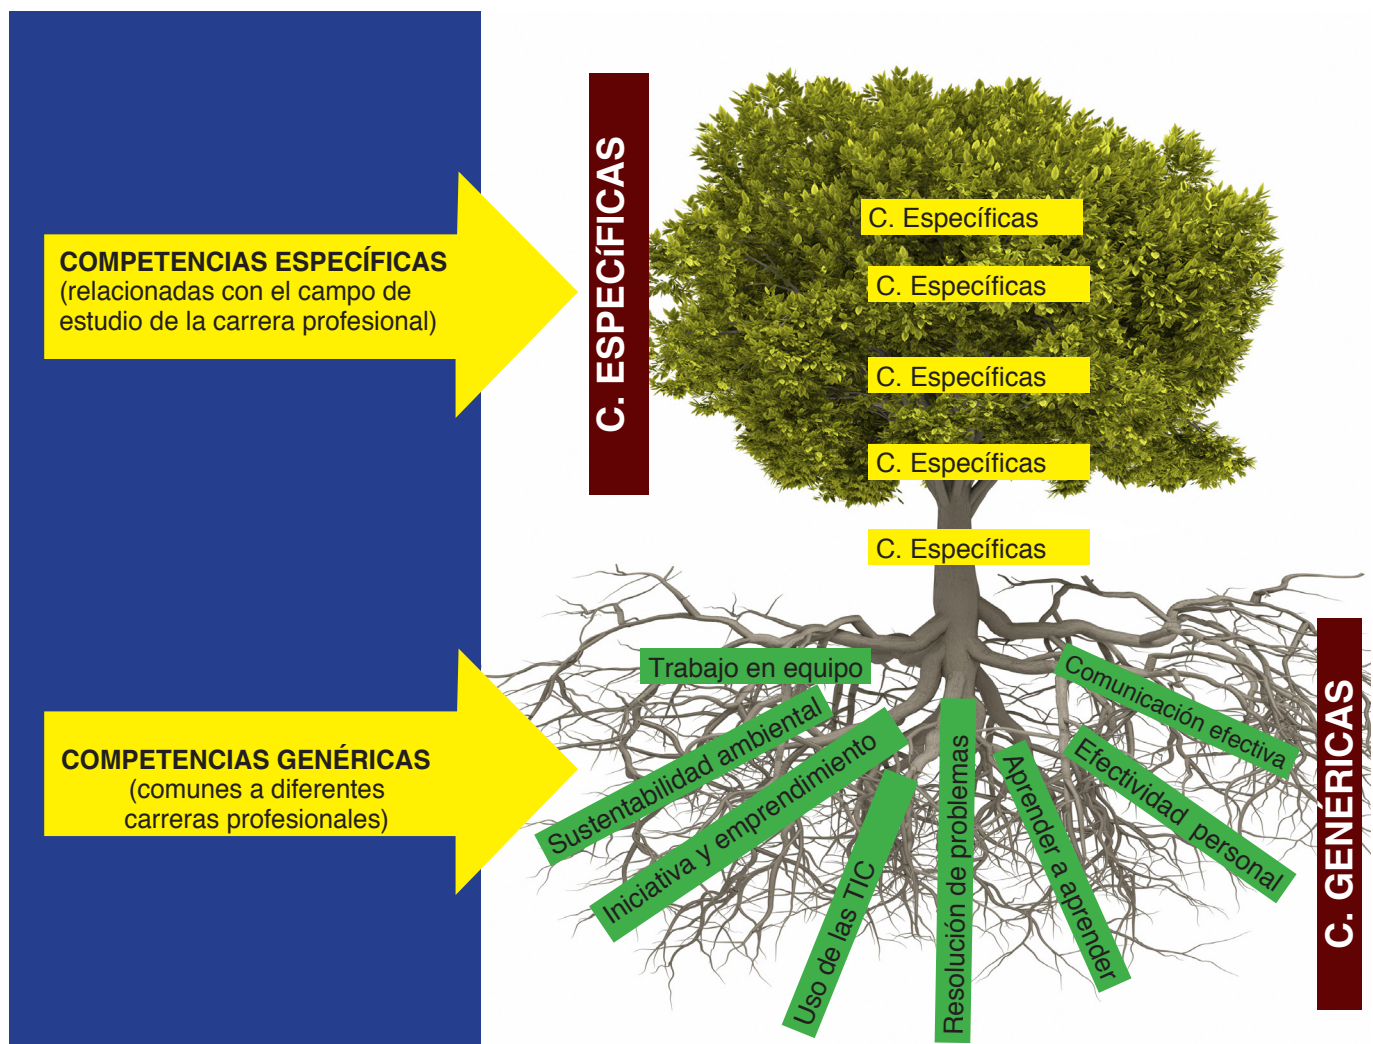 COMPETENCIAS ESPECÍFICAS
(relacionadas con el campo de
estudio de la carrera profesional)
C. ESPECíFICAS
C. Específicas
C. Específicas
C. Específicas
C. Específicas
C. Específicas
COMPETENCIAS GENÉRICAS
(comunes a diferentes
carreras profesionales)
Trabajo en equipo
Sustentabilidad ambiental
Iniciativa y emprendimiento
Uso de las TIC
Resolución de problemas
Aprender a aprender
Efectividad personal
Comunicación efectiva
C. GENÉRICAS